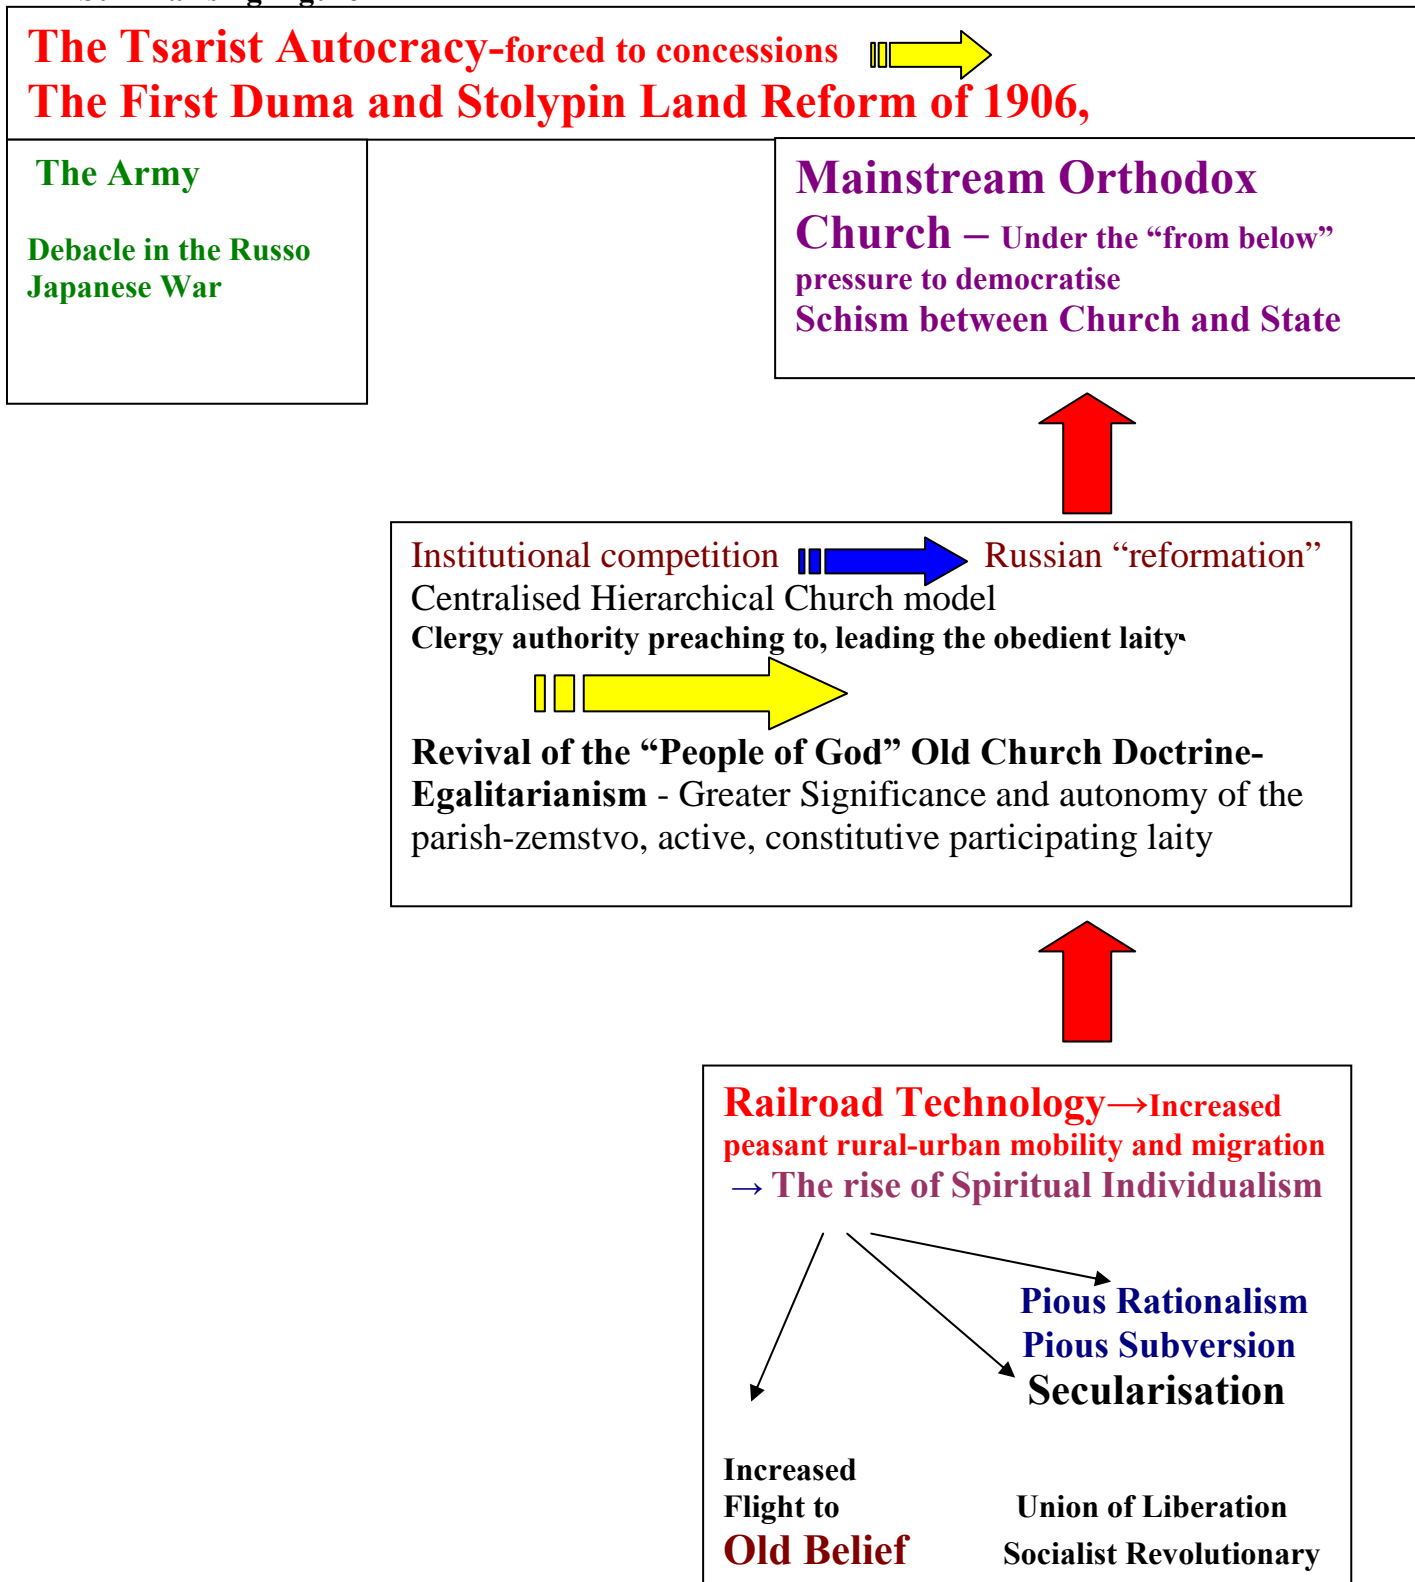 The Tsarist Autocracy-forced to concessions
The First Duma and Stolypin Land Reform of 1906,
The Army
Debacle in the Russo
Japanese War
Mainstream Orthodox
Church – Under the “from below”
pressure to democratise
Schism between Church and State
Institutional competition Russian “reformation”
Centralised Hierarchical Church model
Clergy authority preaching to, leading the obedient laity
Revival of the “People of God” Old Church Doctrine-
Egalitarianism - Greater Significance and autonomy of the
parish-zemstvo, active, constitutive participating laity
Railroad Technology→Increased
peasant rural-urban mobility and migration
→ The rise of Spiritual Individualism
Pious Rationalism
Pious Subversion
Secularisation
Increased
Flight to
Old Belief
Union of Liberation
Socialist Revolutionary